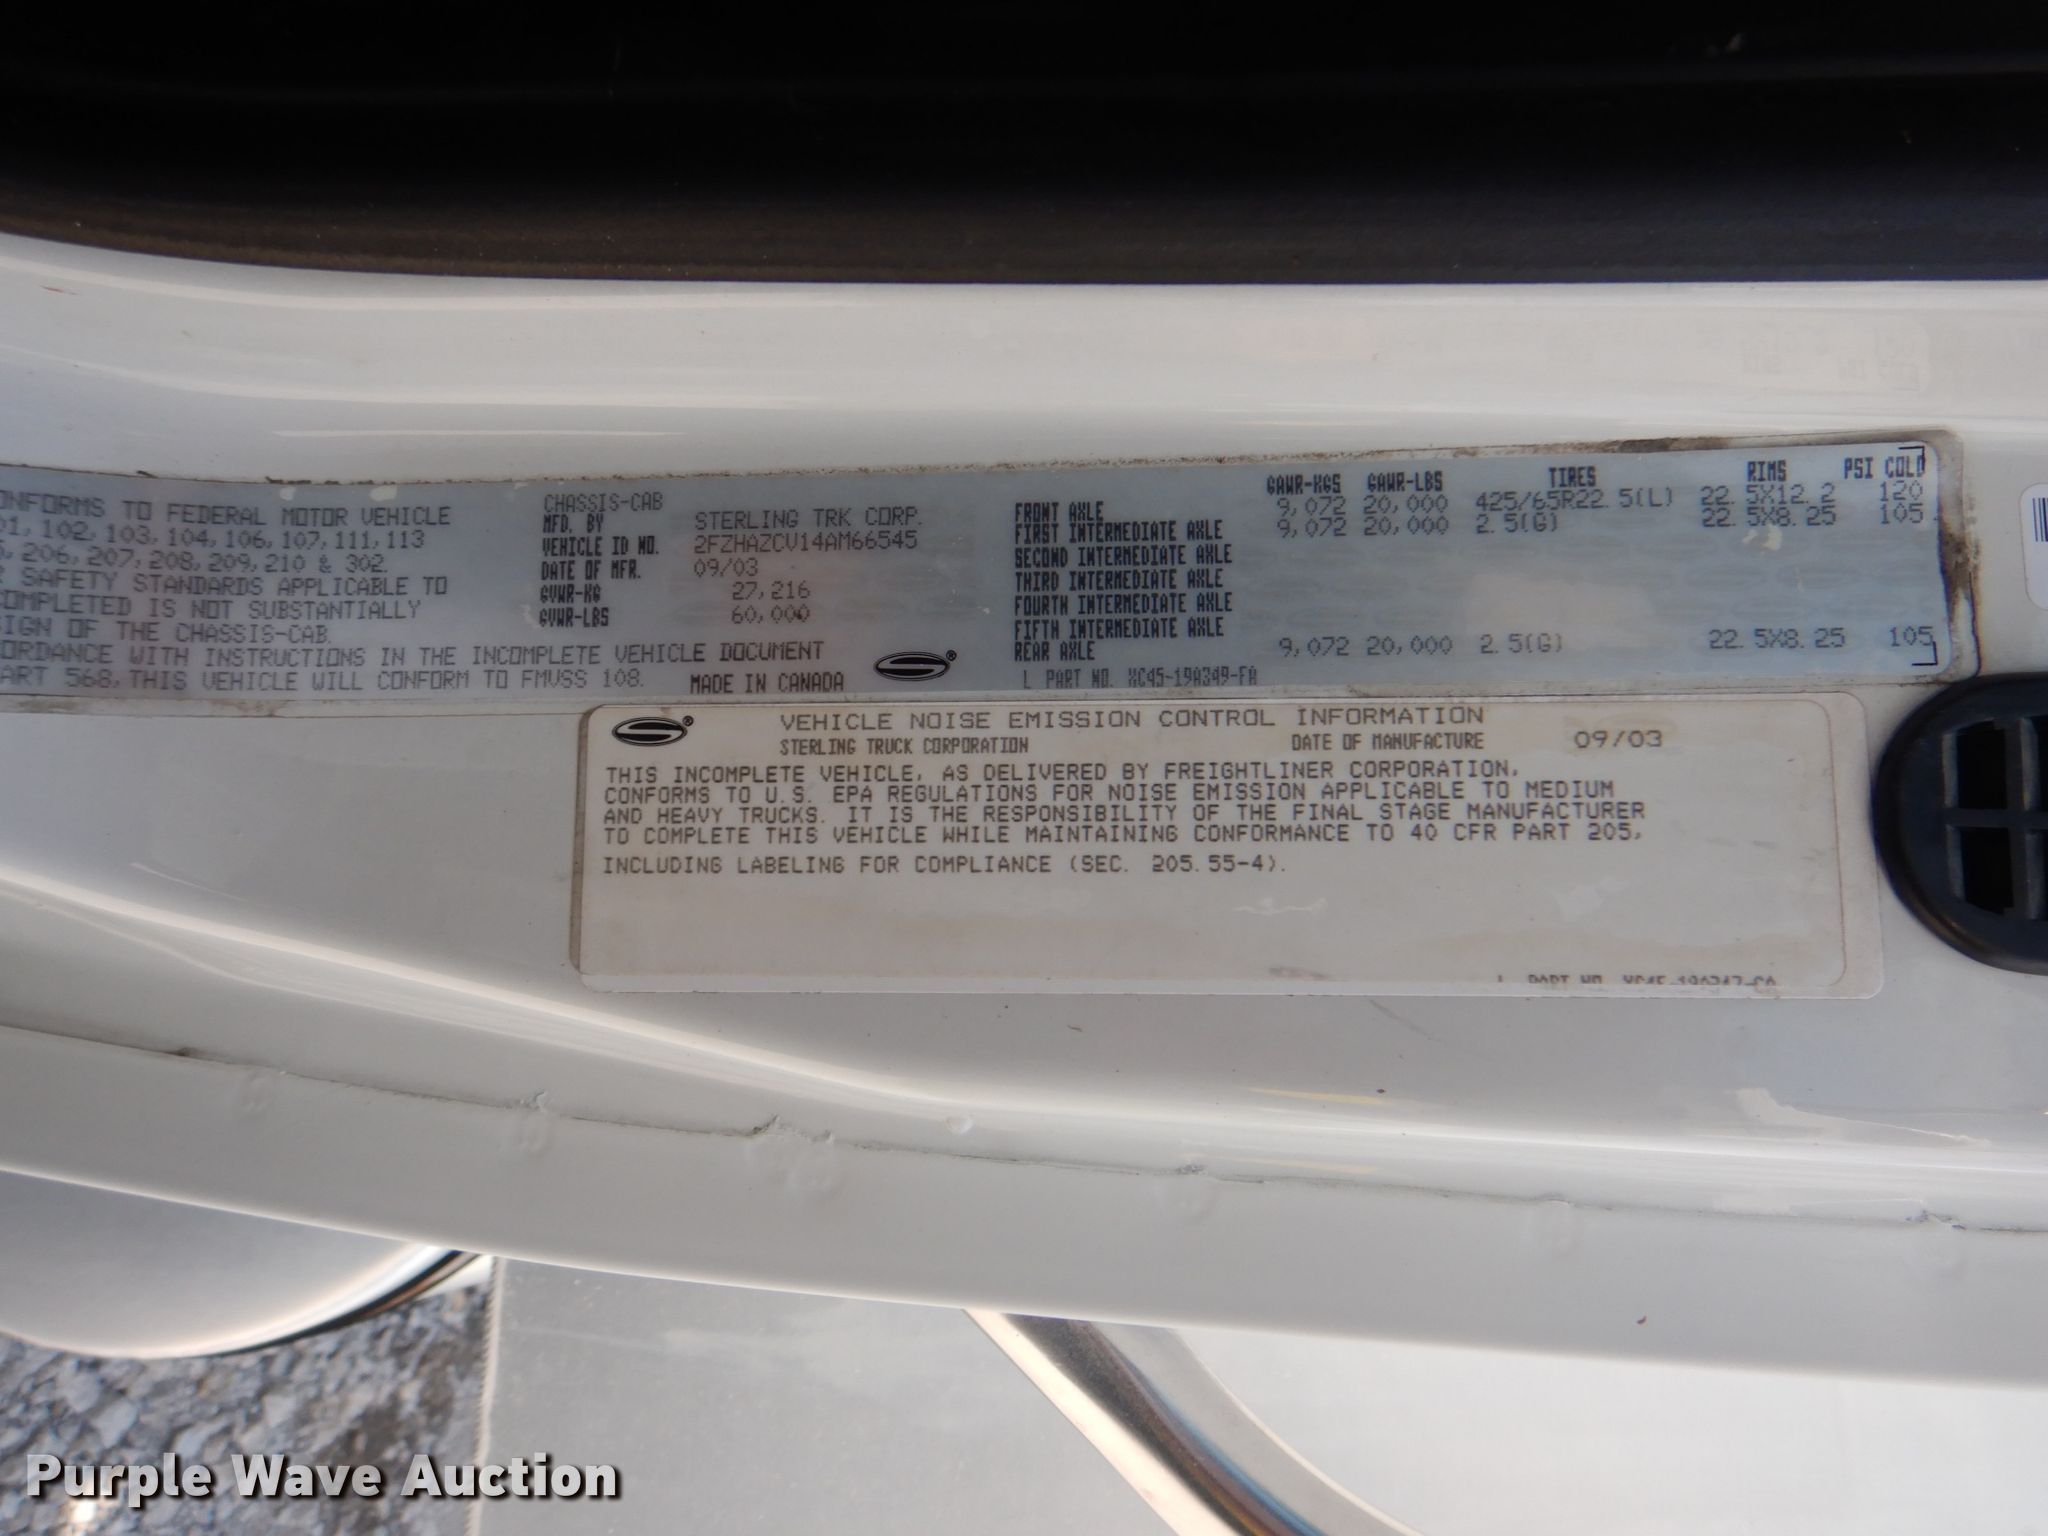 CONFORMS TO FEDERAL MOTOR VEHICLE
01, 102, 103, 104, 106, 107, 111, 113
206, 207, 208, 209, 210 & 302.
SAFETY STANDARDS APPLICABLE TO
COMPLETED IS NOT SUBSTANTIALLY
SIGN OF THE CHASSIS-CAB.
ORDANCE WITH INSTRUCTIONS IN THE INCOMPLETE VEHICLE DOCUMENT
PART 568, THIS VEHICLE WILL CONFORM TO FMVSS 108.
CHASSIS-CAB
MFD. BY STERLING TRK CORP.
VEHICLE ID NO. 2FZHAZCV14AM66545
DATE OF MFR. 09/03
GVWR-KG 27,216
GVWR-LBS 60,000
MADE IN CANADA
GAWR-KGS GAWR-LBS TIRES RIMS PSI COLD
FRONT AXLE 9,072 20,000 425/65R22.5(L) 22.5X12.2 120
FIRST INTERMEDIATE AXLE 9,072 20,000 2.5(G) 22.5X8.25 105
SECOND INTERMEDIATE AXLE
THIRD INTERMEDIATE AXLE
FOURTH INTERMEDIATE AXLE
FIFTH INTERMEDIATE AXLE
REAR AXLE 9,072 20,000 2.5(G) 22.5X8.25 105
L PART NO. XC45-19A349-FA
VEHICLE NOISE EMISSION CONTROL INFORMATION
STERLING TRUCK CORPORATION DATE OF MANUFACTURE 09/03
THIS INCOMPLETE VEHICLE, AS DELIVERED BY FREIGHTLINER CORPORATION,
CONFORMS TO U.S. EPA REGULATIONS FOR NOISE EMISSION APPLICABLE TO MEDIUM
AND HEAVY TRUCKS. IT IS THE RESPONSIBILITY OF THE FINAL STAGE MANUFACTURER
TO COMPLETE THIS VEHICLE WHILE MAINTAINING CONFORMANCE TO 40 CFR PART 205,
INCLUDING LABELING FOR COMPLIANCE (SEC. 205.55-4).
L PART NO. XC45-19A347-CA
Purple Wave Auction